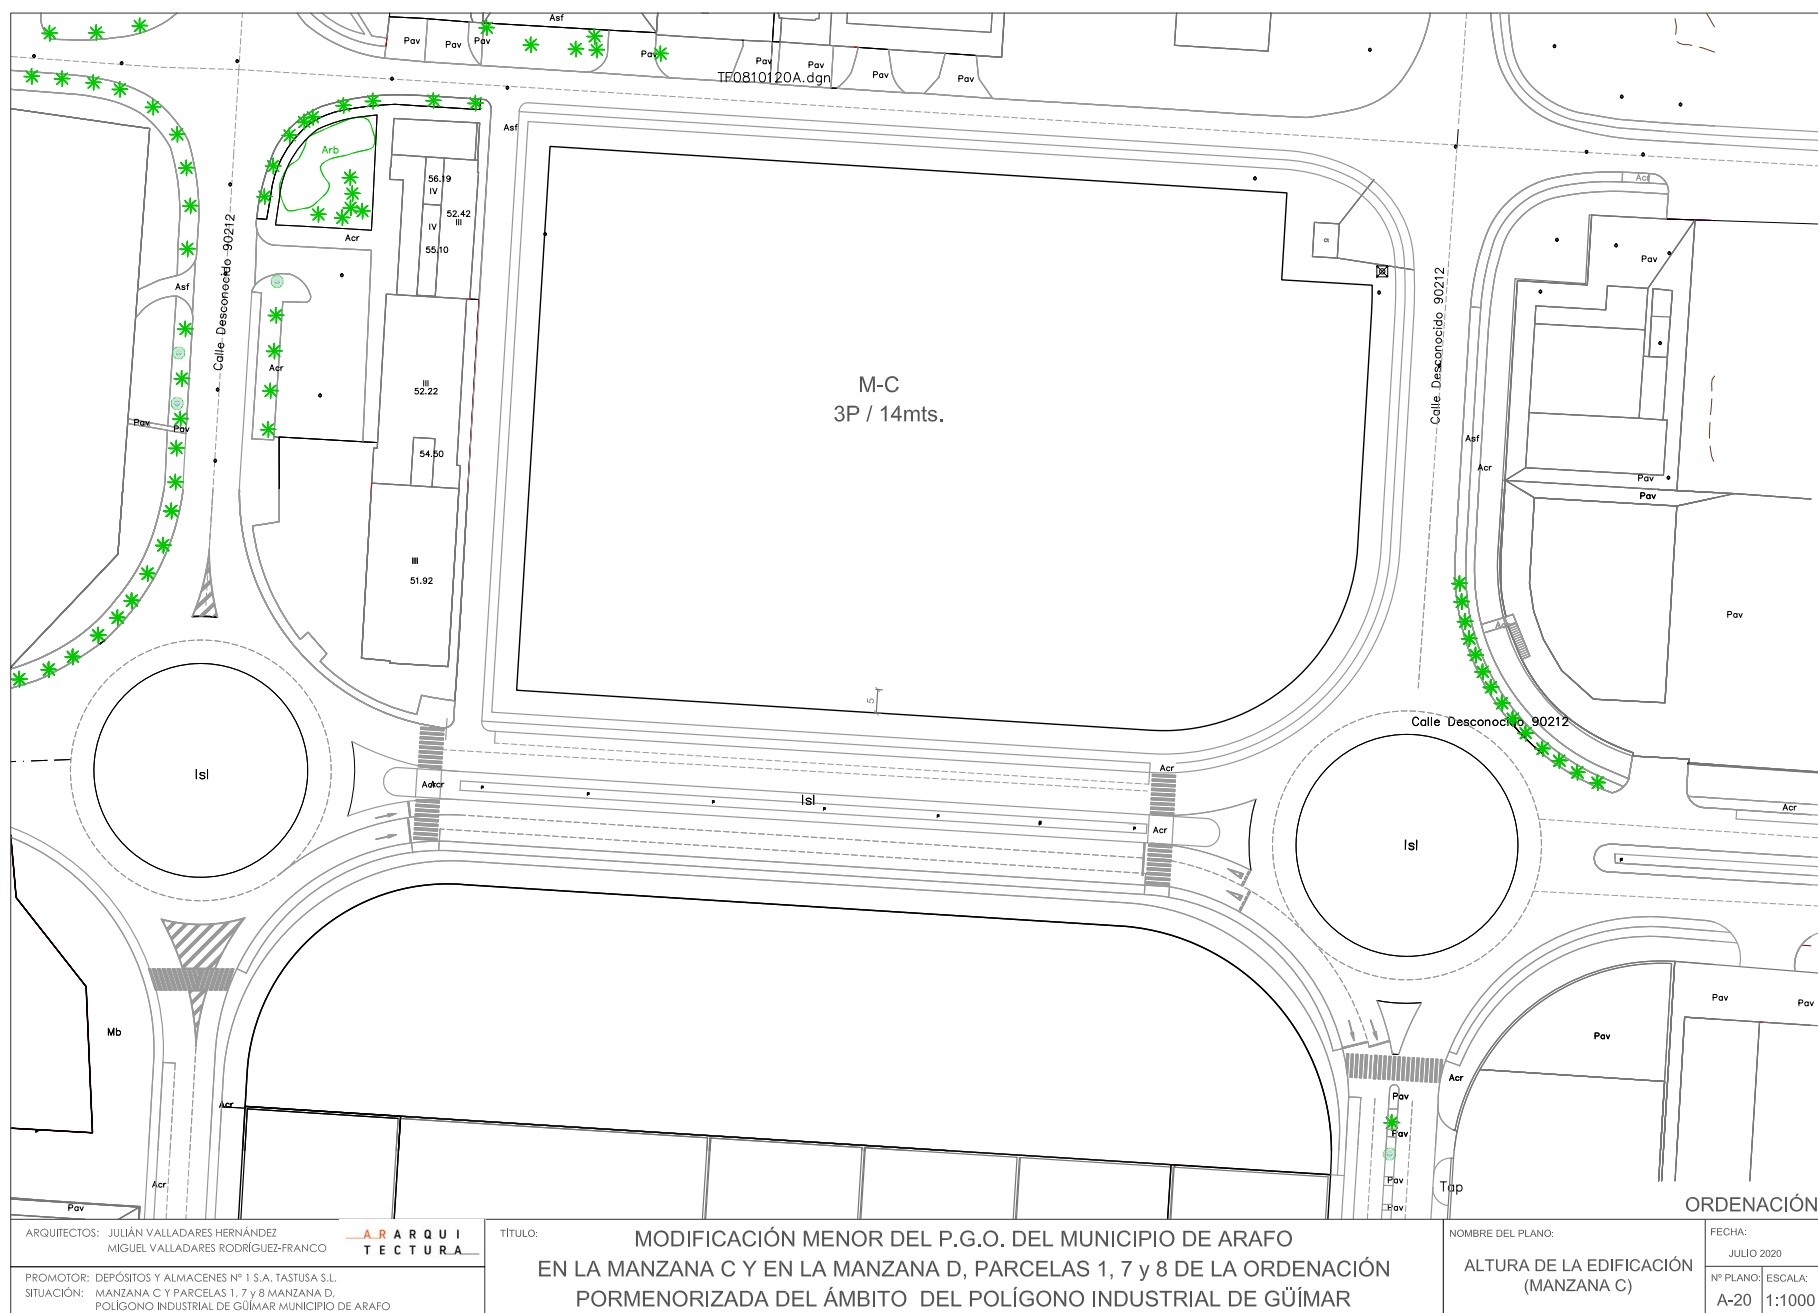 Asf
Pav
Pav
Pav
Pav
Pav
Pav
Pav
Pav
TF0810120A.dgn
Asf
Arb
Acr
56.19
IV
52.42
III
IV
55.10
Acr
Asf
Calle Desconocido 90212
Acr
Pav
Pav
III
52.22
54.50
III
51.92
M-C
3P / 14mts.
Calle Desconocido 90212
Pav
Asf
Acr
Pav
Pav
Pav
5
Calle Desconocido 90212
Isl
Acr
Isl
Acr
Acr
Isl
Acr
Mb
Acr
Acr
Pav
Pav
Pav
Pav
Acr
Pav
Pav
Pav
Pav
Tap
ORDENACIÓN
ARQUITECTOS: JULIÁN VALLADARES HERNÁNDEZ
MIGUEL VALLADARES RODRÍGUEZ-FRANCO
ARARQUI
TECTURA
PROMOTOR: DEPÓSITOS Y ALMACENES Nº 1 S.A. TASTUSA S.L.
SITUACIÓN: MANZANA C Y PARCELAS 1, 7 y 8 MANZANA D.
POLÍGONO INDUSTRIAL DE GÜÍMAR MUNICIPIO DE ARAFO
TÍTULO:
MODIFICACIÓN MENOR DEL P.G.O. DEL MUNICIPIO DE ARAFO
EN LA MANZANA C Y EN LA MANZANA D, PARCELAS 1, 7 y 8 DE LA ORDENACIÓN
PORMENORIZADA DEL ÁMBITO DEL POLÍGONO INDUSTRIAL DE GÜÍMAR
NOMBRE DEL PLANO:
ALTURA DE LA EDIFICACIÓN
(MANZANA C)
FECHA:
JULIO 2020
Nº PLANO:
A-20
ESCALA:
1:1000